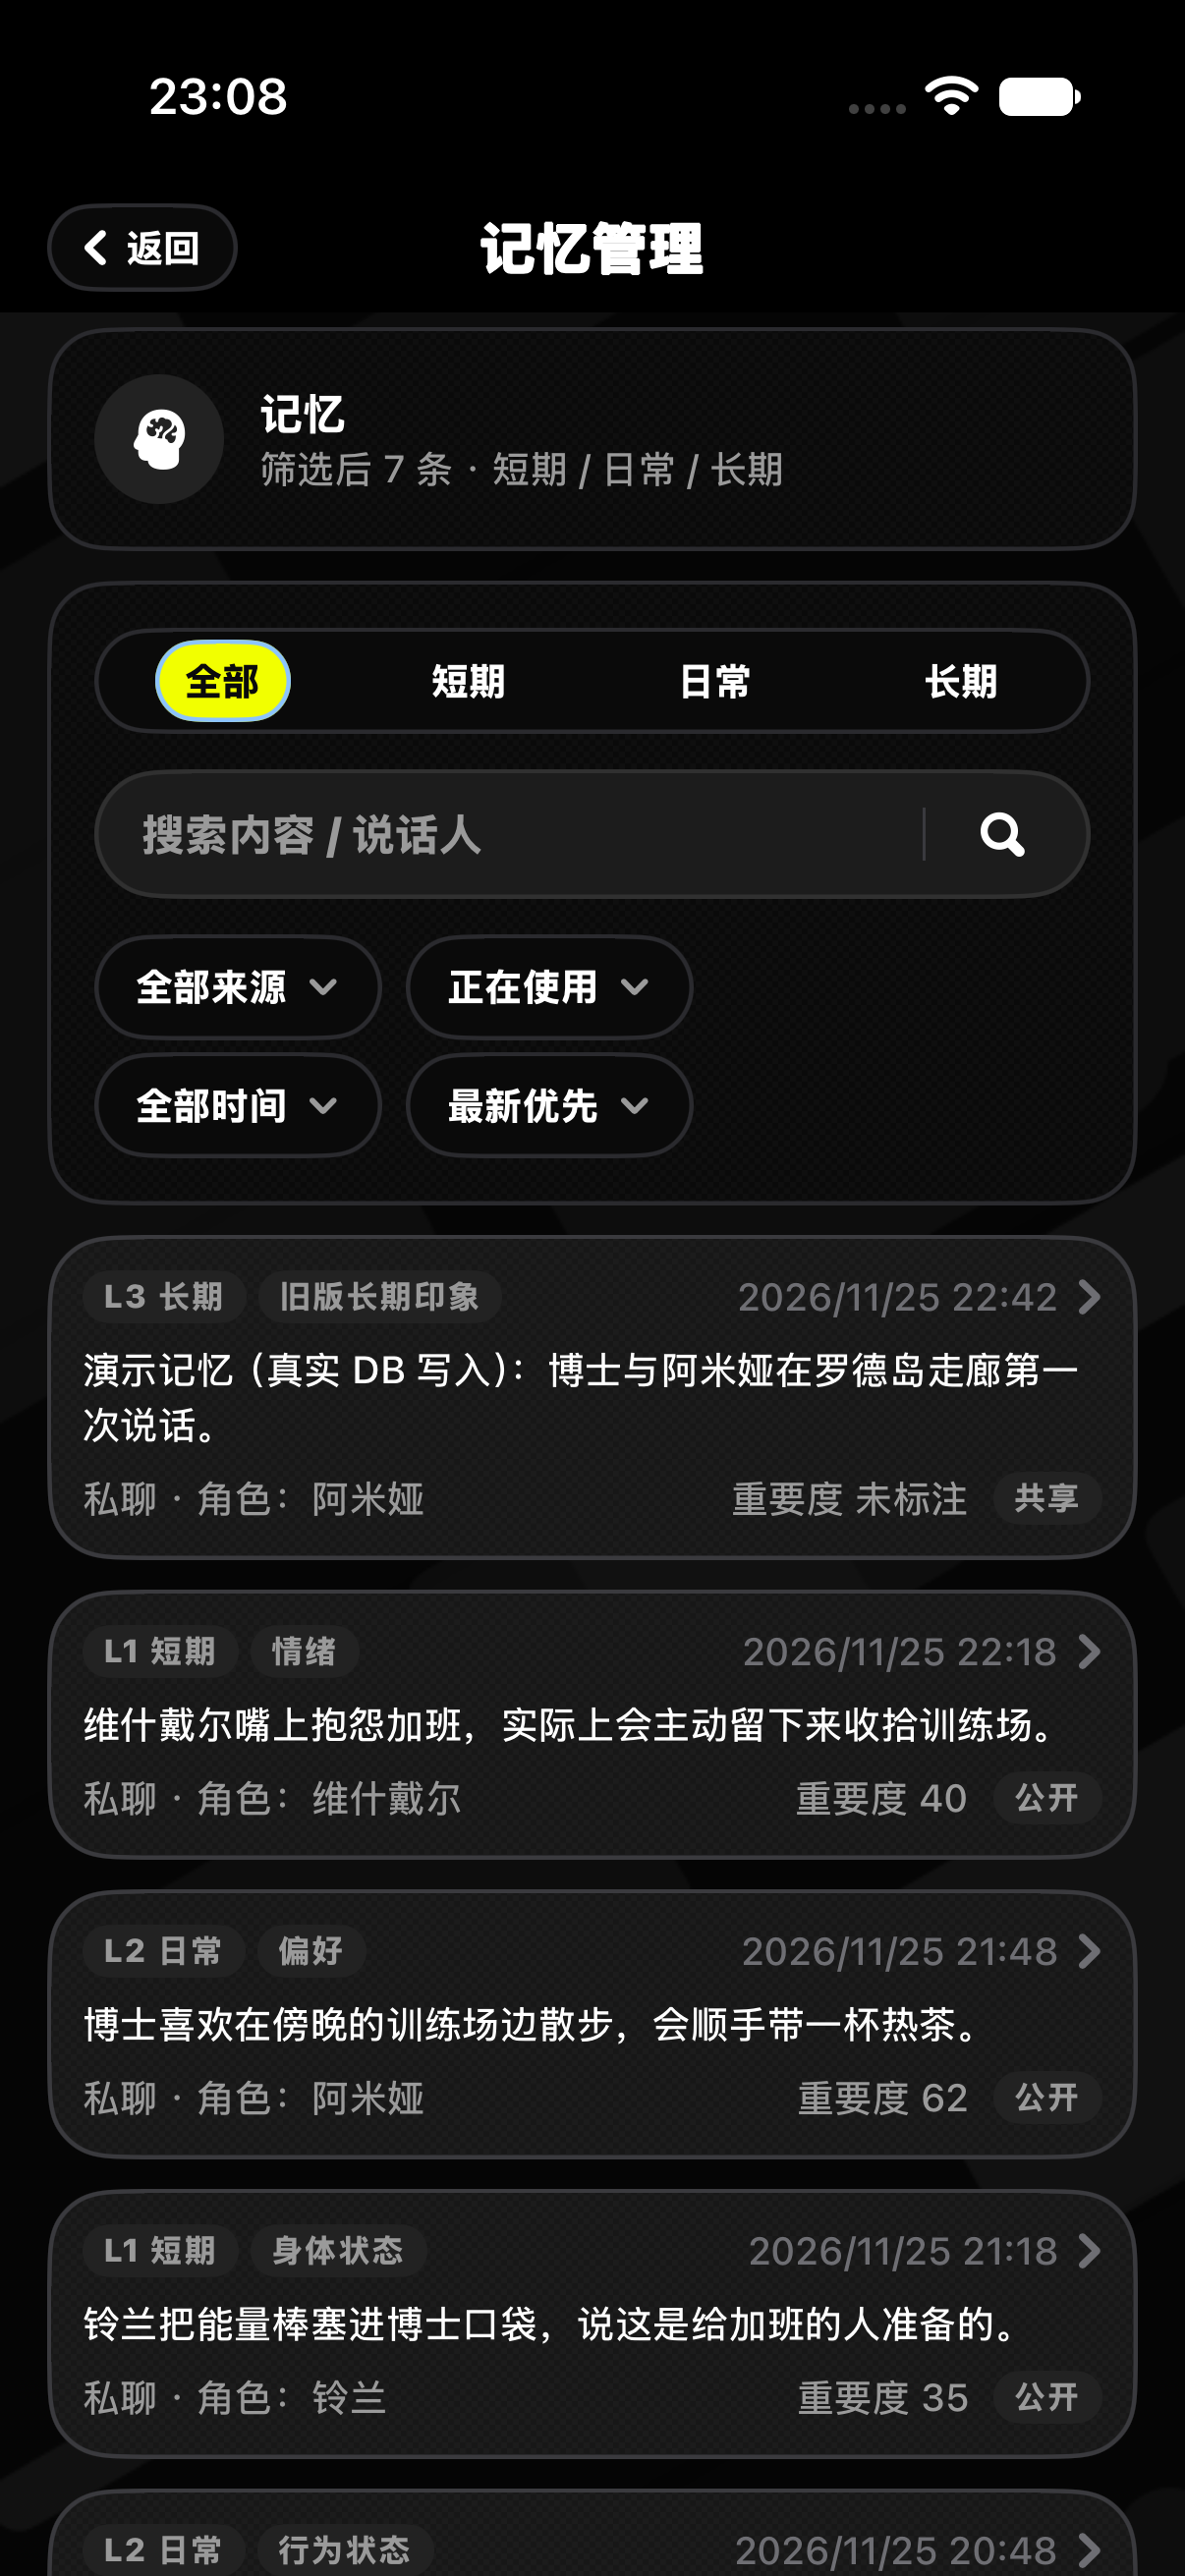 23:08
返回
记忆管理
记忆
筛选后 7 条 · 短期 / 日常 / 长期
全部 短期 日常 长期
搜索内容 / 说话人
全部来源 正在使用
全部时间 最新优先
L3 长期 旧版长期印象 2026/11/25 22:42
演示记忆（真实 DB 写入）：博士与阿米娅在罗德岛走廊第一
次说话。
私聊 · 角色：阿米娅 重要度 未标注 共享
L1 短期 情绪 2026/11/25 22:18
维什戴尔嘴上抱怨加班，实际上会主动留下来收拾训练场。
私聊 · 角色：维什戴尔 重要度 40 公开
L2 日常 偏好 2026/11/25 21:48
博士喜欢在傍晚的训练场边散步，会顺手带一杯热茶。
私聊 · 角色：阿米娅 重要度 62 公开
L1 短期 身体状态 2026/11/25 21:18
铃兰把能量棒塞进博士口袋，说这是给加班的人准备的。
私聊 · 角色：铃兰 重要度 35 公开
L2 日常 行为状态 2026/11/25 20:48